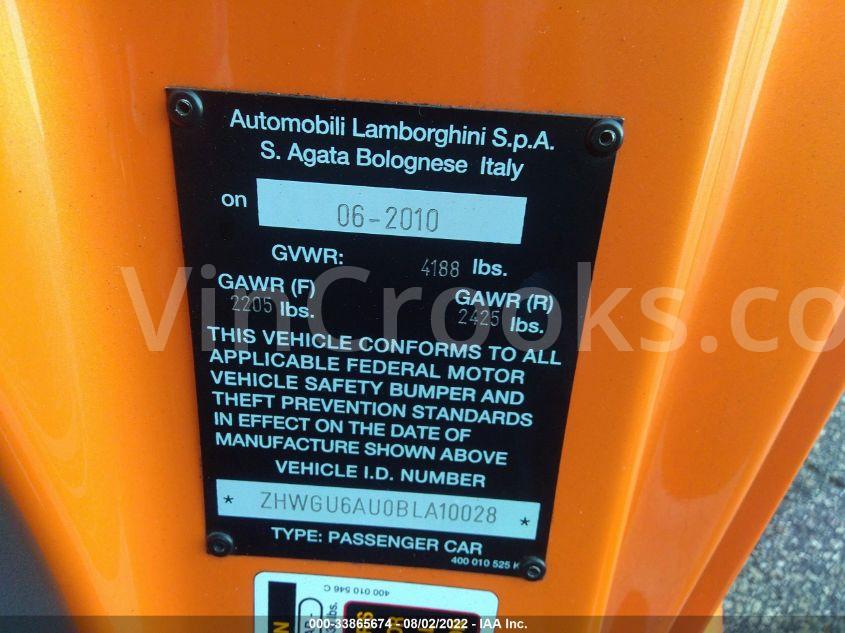 Automobili Lamborghini S.p.A.
S. Agata Bolognese Italy
on 06-2010
GVWR: 4188 lbs.
GAWR (F) GAWR (R)
2205 lbs. 2425 lbs.
THIS VEHICLE CONFORMS TO ALL
APPLICABLE FEDERAL MOTOR
VEHICLE SAFETY BUMPER AND
THEFT PREVENTION STANDARDS
IN EFFECT ON THE DATE OF
MANUFACTURE SHOWN ABOVE
VEHICLE I.D. NUMBER
* ZHWGU6AU0BLA10028 *
TYPE: PASSENGER CAR
400 010 525 K
400 010 546 C
VinCrooks.co
000-33865674 - 08/02/2022 - IAA Inc.